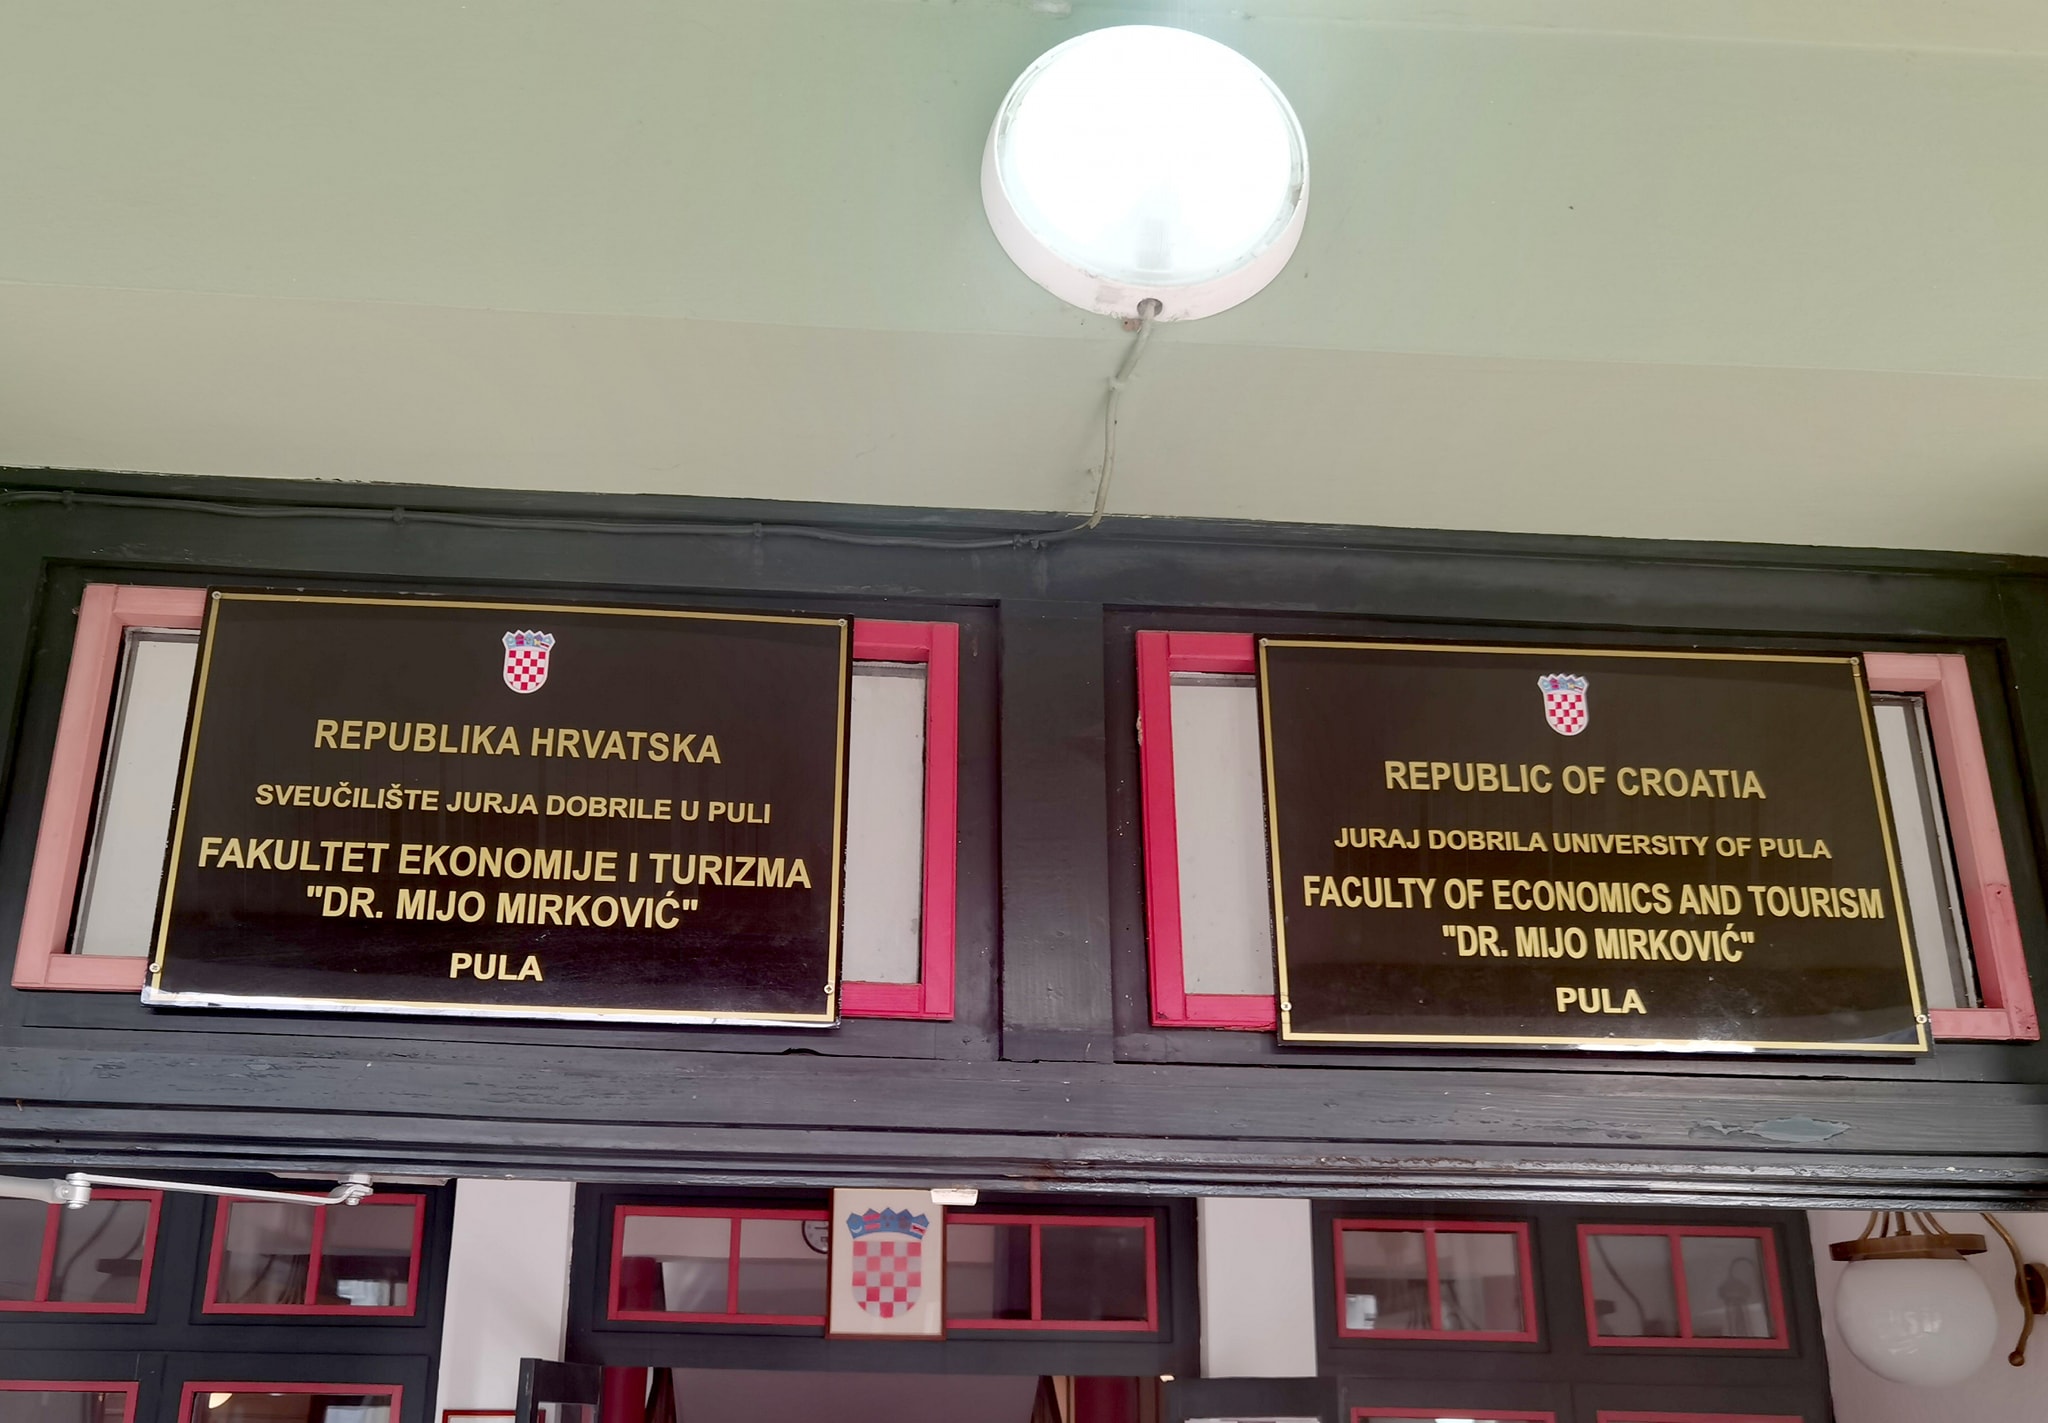 REPUBLIKA HRVATSKA
SVEUČILIŠTE JURJA DOBRILE U PULI
FAKULTET EKONOMIJE I TURIZMA
"DR. MIJO MIRKOVIĆ"
PULA
REPUBLIC OF CROATIA
JURAJ DOBRILA UNIVERSITY OF PULA
FACULTY OF ECONOMICS AND TOURISM
"DR. MIJO MIRKOVIĆ"
PULA